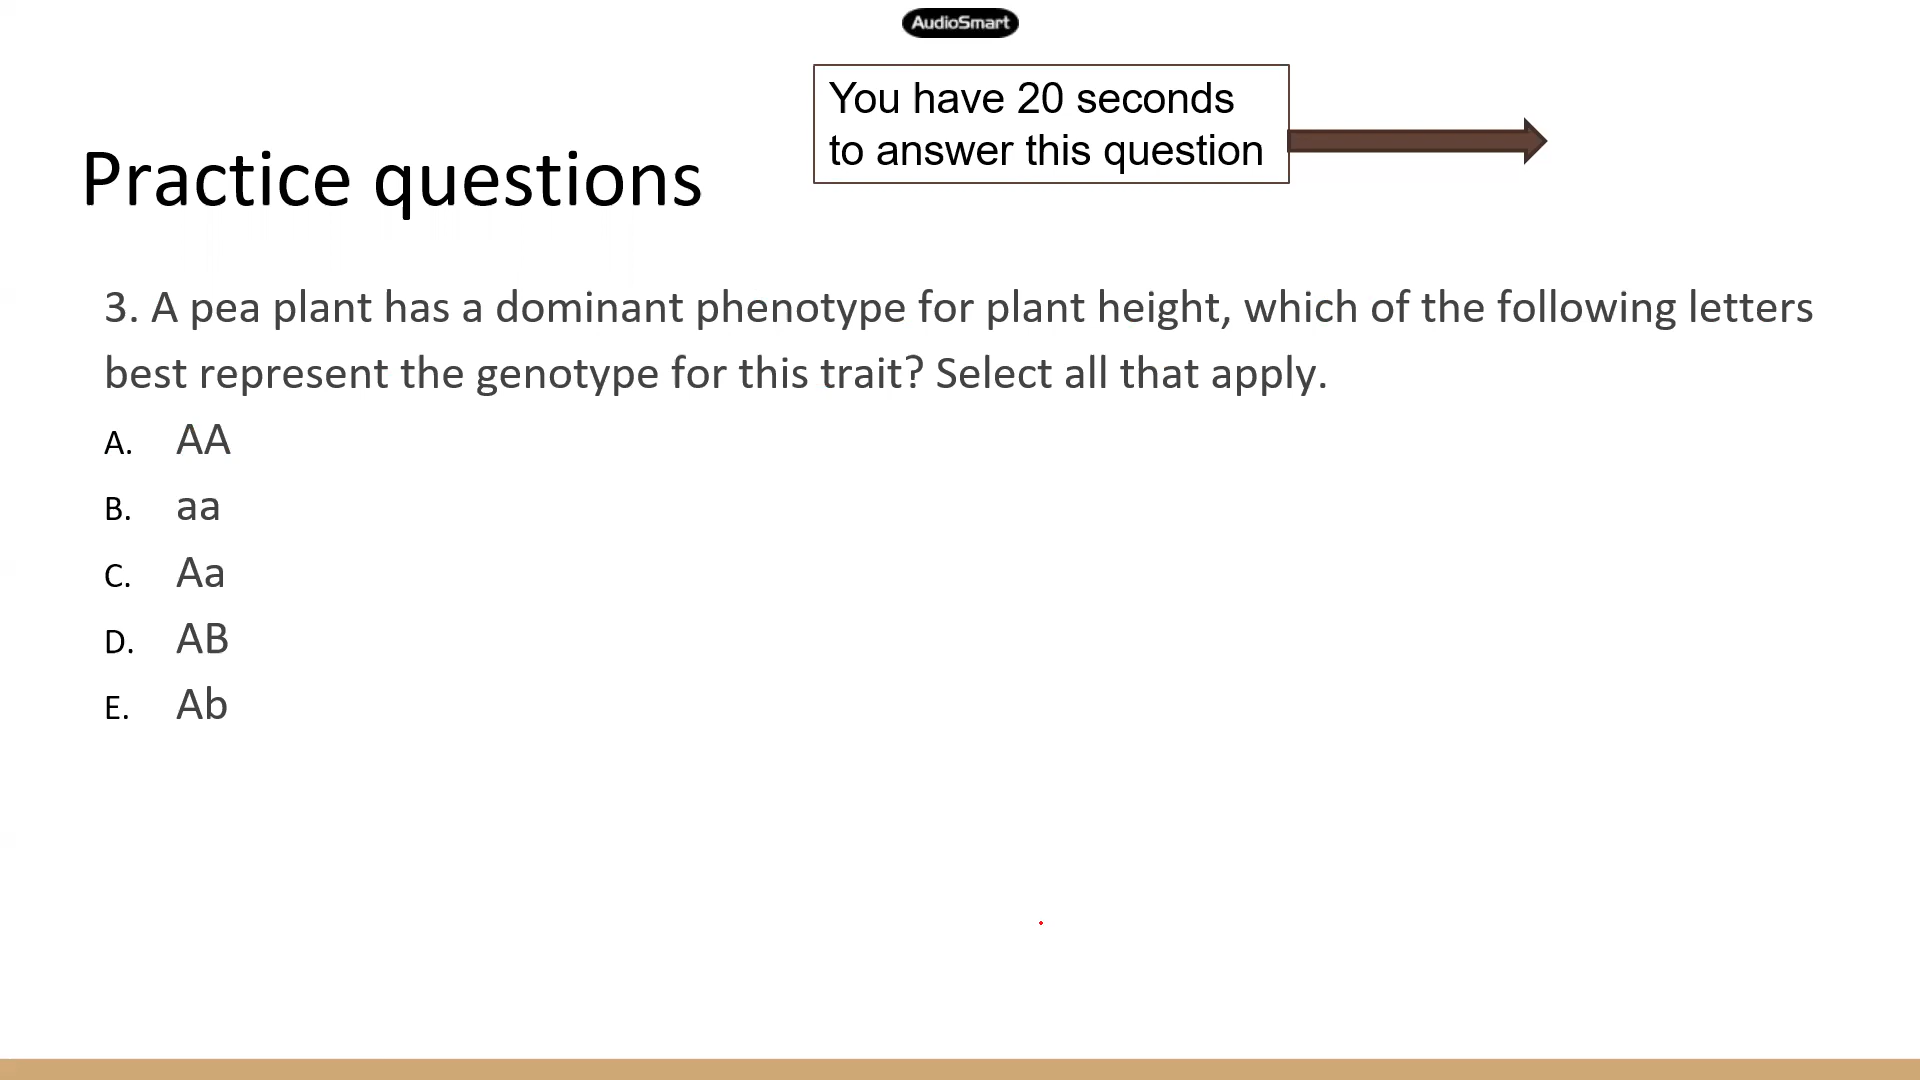 AudioSmart
You have 20 seconds
to answer this question
Practice questions
3. A pea plant has a dominant phenotype for plant height, which of the following letters
best represent the genotype for this trait? Select all that apply.
A. AA
B. aa
C. Aa
D. AB
E. Ab